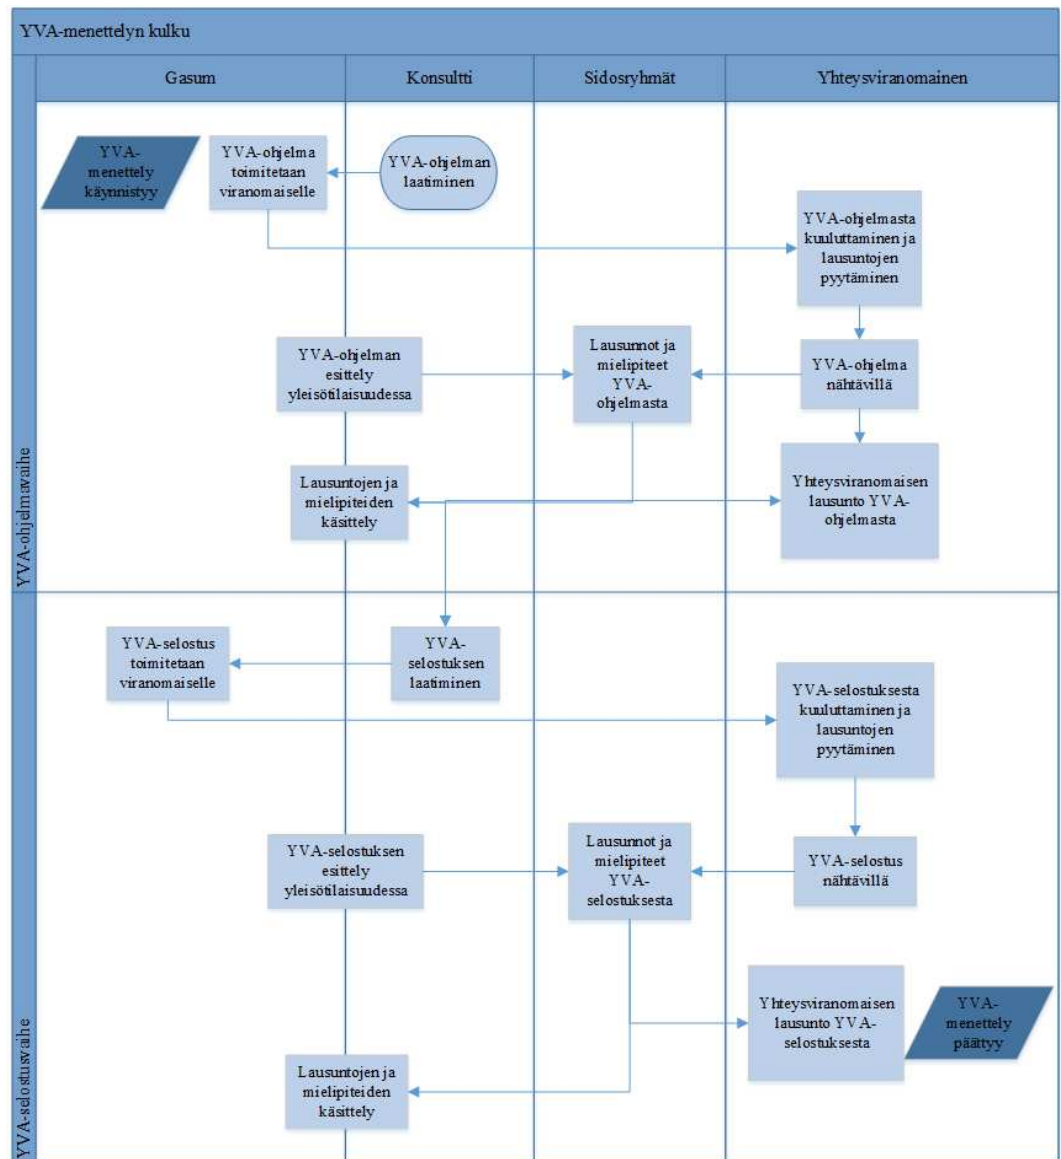 YVA-menettelyn kulku
Gasum
Konsultti
Sidosryhmät
Yhteysviranomainen
YVA-ohjelmavaihe
YVA-
menettely
käynnistyy
YVA-ohjelma
toimitetaan
viranomaiselle
YVA-ohjelman
laatiminen
YVA-ohjelmasta
kuuluttaminen ja
lausuntojen
pyytäminen
YVA-ohjelman
esittely
yleisötilaisuudessa
Lausunnot ja
mielipiteet
YVA-
ohjelmasta
YVA-ohjelma
nähtävillä
Lausuntojen ja
mielipiteiden
käsittely
Yhteysviranomaisen
lausunto YVA-
ohjelmasta
YVA-selostusvaihe
YVA-selostus
toimitetaan
viranomaiselle
YVA-
selostuksen
laatiminen
YVA-selostuksesta
kuuluttaminen ja
lausuntojen
pyytäminen
YVA-selostuksen
esittely
yleisötilaisuudessa
Lausunnot ja
mielipiteet
YVA-
selostuksesta
YVA-selostus
nähtävillä
Yhteysviranomaisen
lausunto YVA-
selostuksesta
YVA-
menettely
päättyy
Lausuntojen ja
mielipiteiden
käsittely